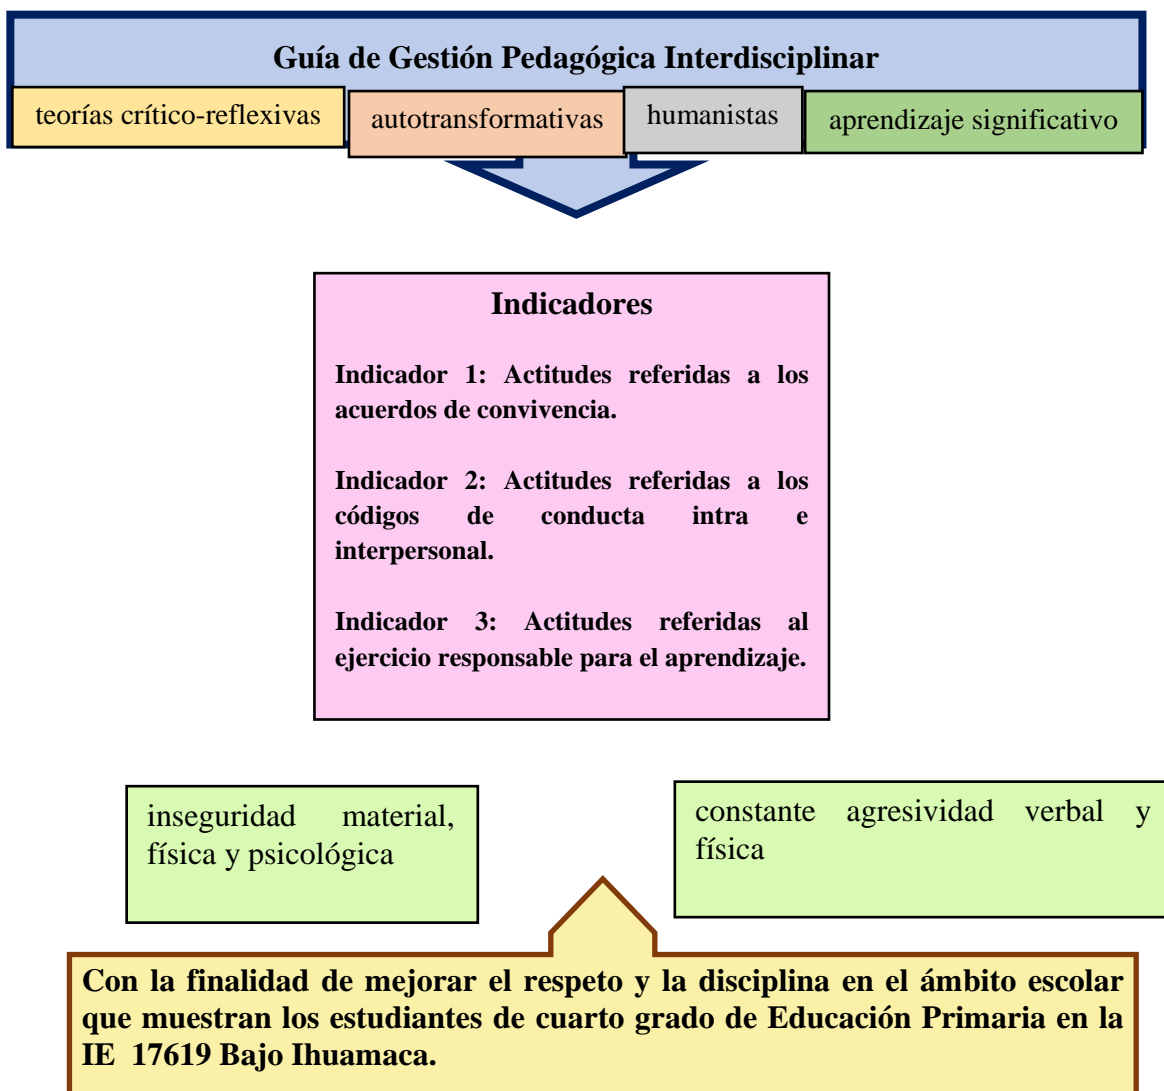 Guía de Gestión Pedagógica Interdisciplinar
teorías crítico-reflexivas
autotransformativas
humanistas
aprendizaje significativo
Indicadores
Indicador 1: Actitudes referidas a los
acuerdos de convivencia.
Indicador 2: Actitudes referidas a los
códigos de conducta intra e
interpersonal.
Indicador 3: Actitudes referidas al
ejercicio responsable para el aprendizaje.
inseguridad material,
física y psicológica
constante agresividad verbal y
física
Con la finalidad de mejorar el respeto y la disciplina en el ámbito escolar
que muestran los estudiantes de cuarto grado de Educación Primaria en la
IE 17619 Bajo Ihuamaca.